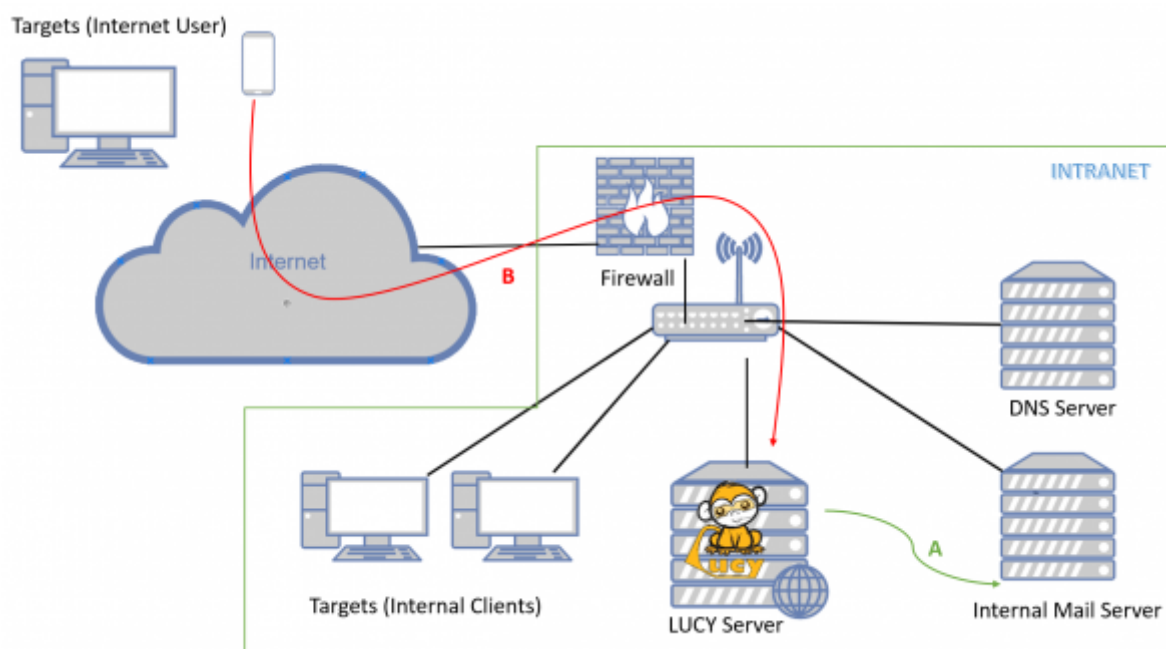 Targets (Internet User)
INTRANET
Internet
B
Firewall
DNS Server
LUCY
A
Targets (Internal Clients)
LUCY Server
Internal Mail Server